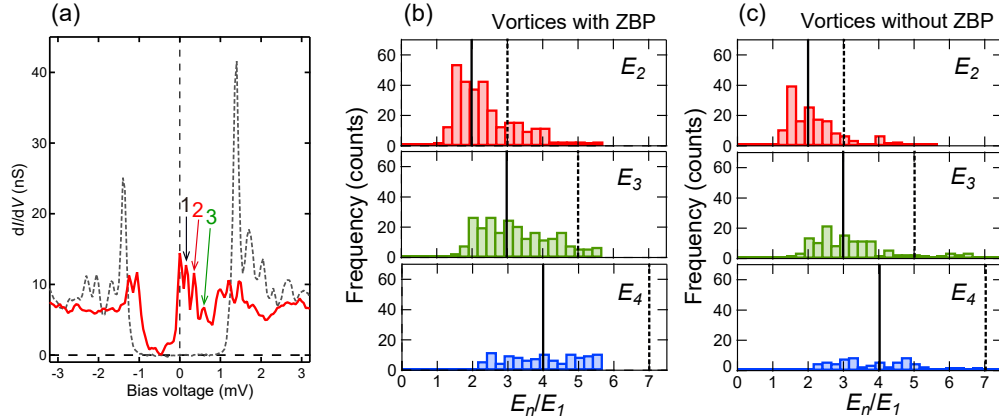 (a)
40
30
20
10
0
dI/dV (nS)
1
2
3
-3 -2 -1 0 1 2 3
Bias voltage (mV)
(b)
Vortices with ZBP
60
40
20
0
E2
60
40
20
0
E3
60
40
20
0
E4
Frequency (counts)
0 1 2 3 4 5 6 7
En/E1
(c)
Vortices without ZBP
60
40
20
0
E2
60
40
20
0
E3
60
40
20
0
E4
Frequency (counts)
0 1 2 3 4 5 6 7
En/E1